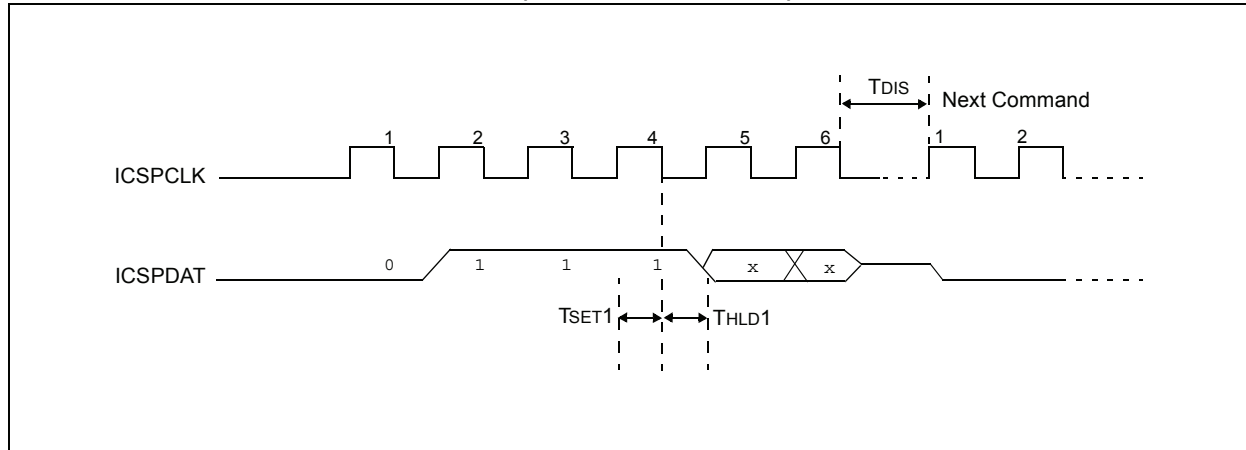 TDIS
Next Command
1 2 3 4 5 6 1 2
ICSPCLK
ICSPDAT
0 1 1 1 x x
TSET1
THLD1